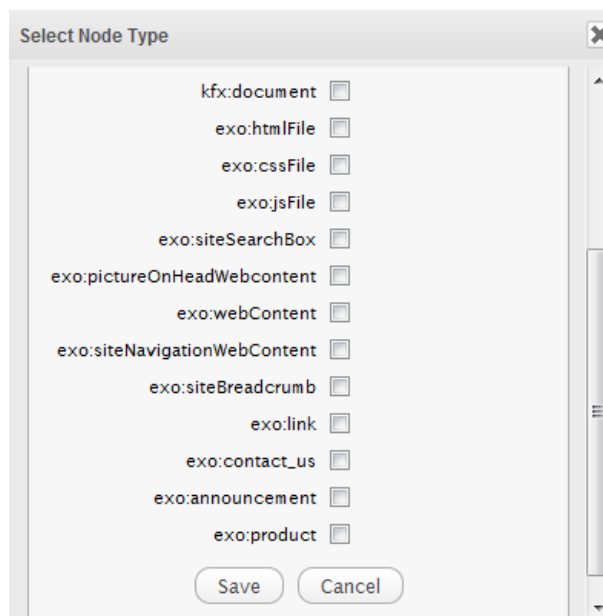 Select Node Type
kfx:document
exo:htmlFile
exo:cssFile
exo:jsFile
exo:siteSearchBox
exo:pictureOnHeadWebcontent
exo:webContent
exo:siteNavigationWebContent
exo:siteBreadcrumb
exo:link
exo:contact_us
exo:announcement
exo:product
Save Cancel